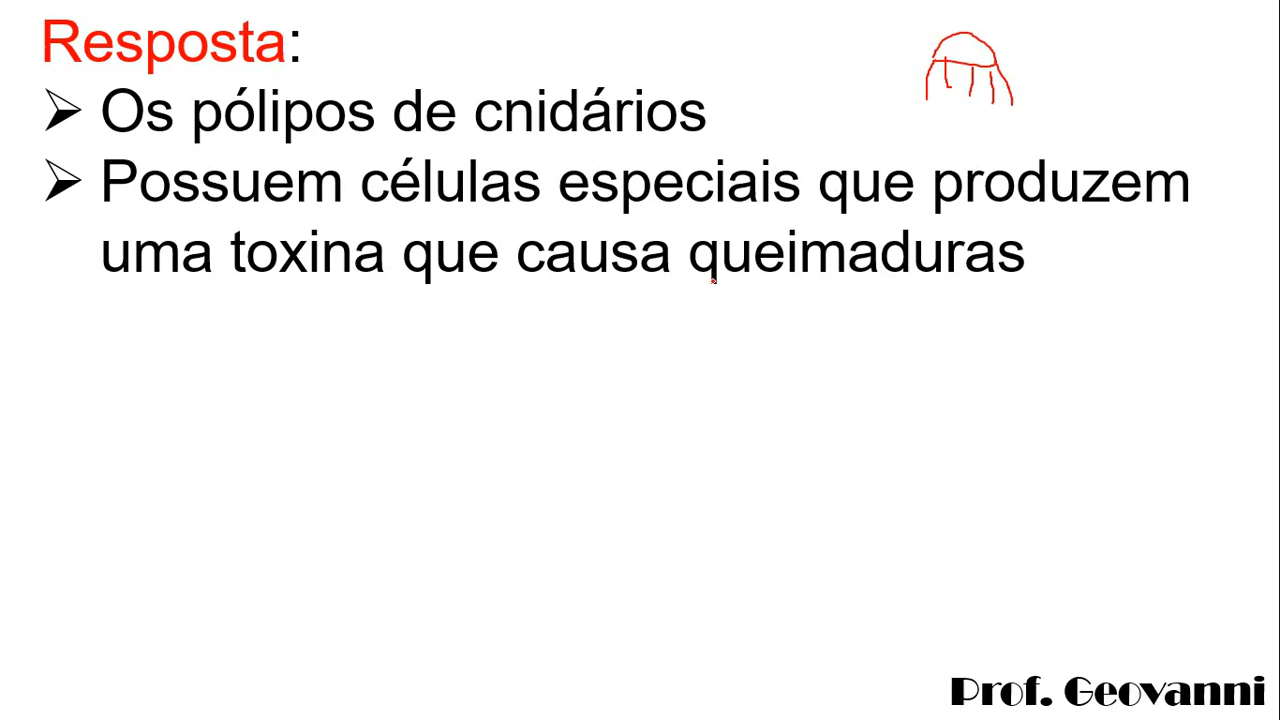 Resposta:
➢ Os pólipos de cnidários
➢ Possuem células especiais que produzem
uma toxina que causa queimaduras
Prof. Geovanni